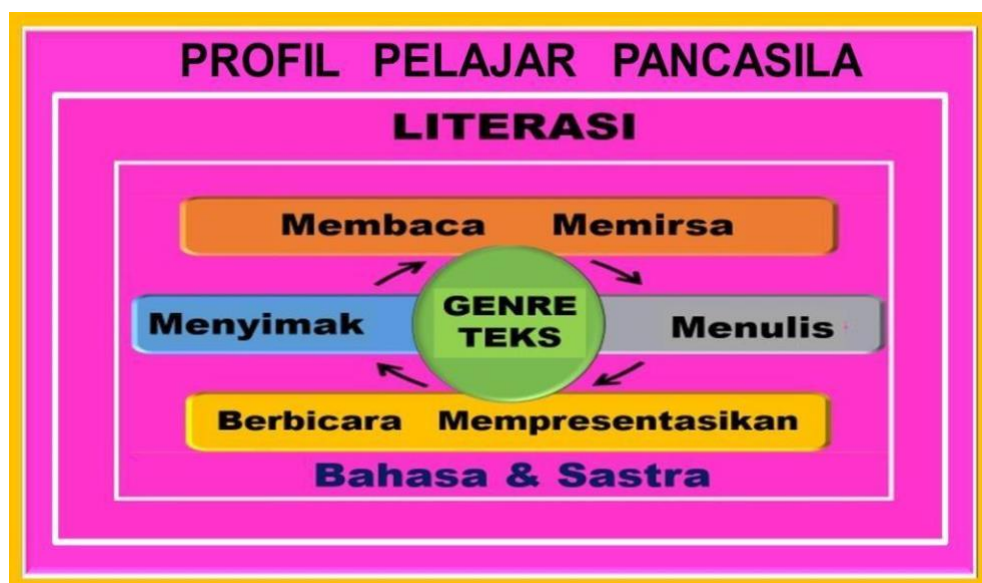 PROFIL PELAJAR PANCASILA
LITERASI
Membaca Memirsa
Menyimak
GENRE
TEKS
Menulis
Berbicara Mempresentasikan
Bahasa & Sastra